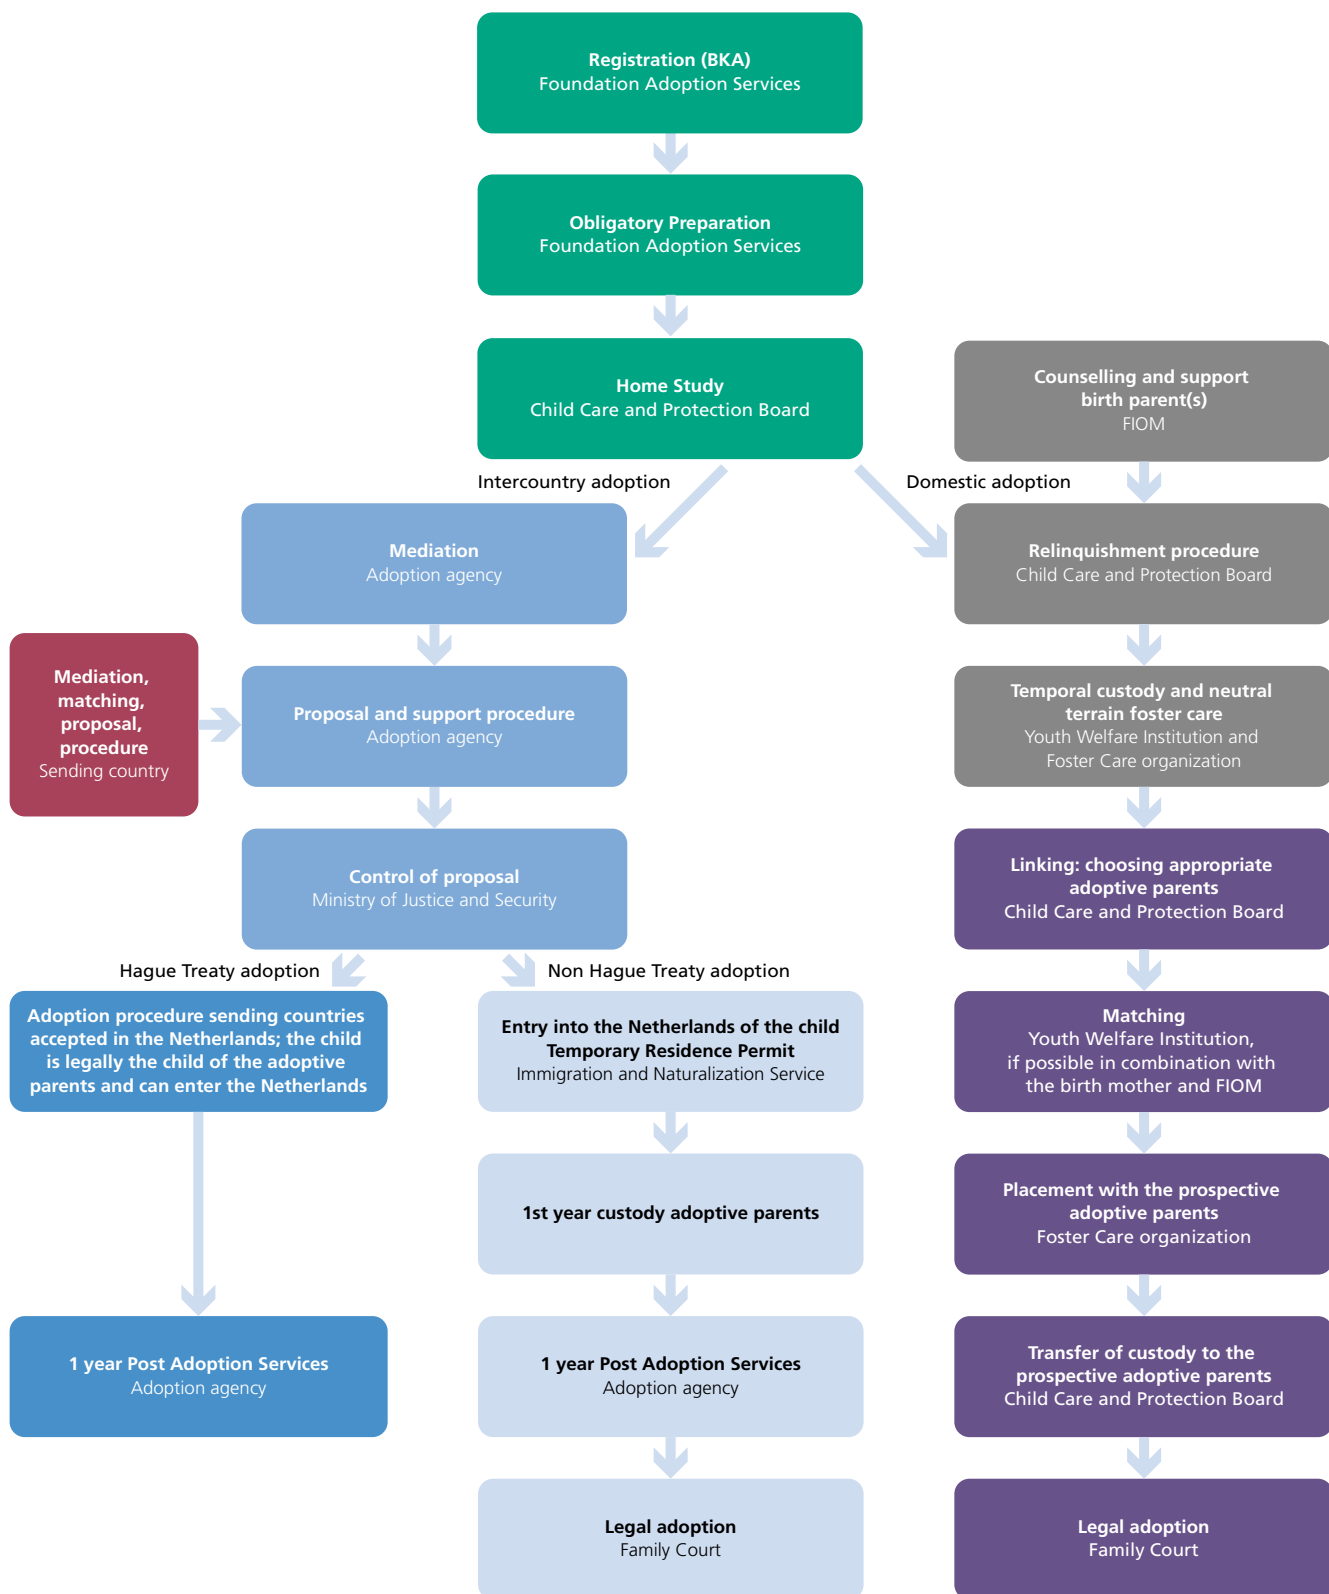 Registration (BKA)
Foundation Adoption Services
Obligatory Preparation
Foundation Adoption Services
Home Study
Child Care and Protection Board
Counselling and support
birth parent(s)
FIOM
Intercountry adoption
Domestic adoption
Mediation
Adoption agency
Relinquishment procedure
Child Care and Protection Board
Mediation,
matching,
proposal,
procedure
Sending country
Proposal and support procedure
Adoption agency
Temporal custody and neutral
terrain foster care
Youth Welfare Institution and
Foster Care organization
Control of proposal
Ministry of Justice and Security
Linking: choosing appropriate
adoptive parents
Child Care and Protection Board
Hague Treaty adoption
Non Hague Treaty adoption
Adoption procedure sending countries
accepted in the Netherlands; the child
is legally the child of the adoptive
parents and can enter the Netherlands
Entry into the Netherlands of the child
Temporary Residence Permit
Immigration and Naturalization Service
Matching
Youth Welfare Institution,
if possible in combination with
the birth mother and FIOM
1st year custody adoptive parents
Placement with the prospective
adoptive parents
Foster Care organization
1 year Post Adoption Services
Adoption agency
1 year Post Adoption Services
Adoption agency
Transfer of custody to the
prospective adoptive parents
Child Care and Protection Board
Legal adoption
Family Court
Legal adoption
Family Court